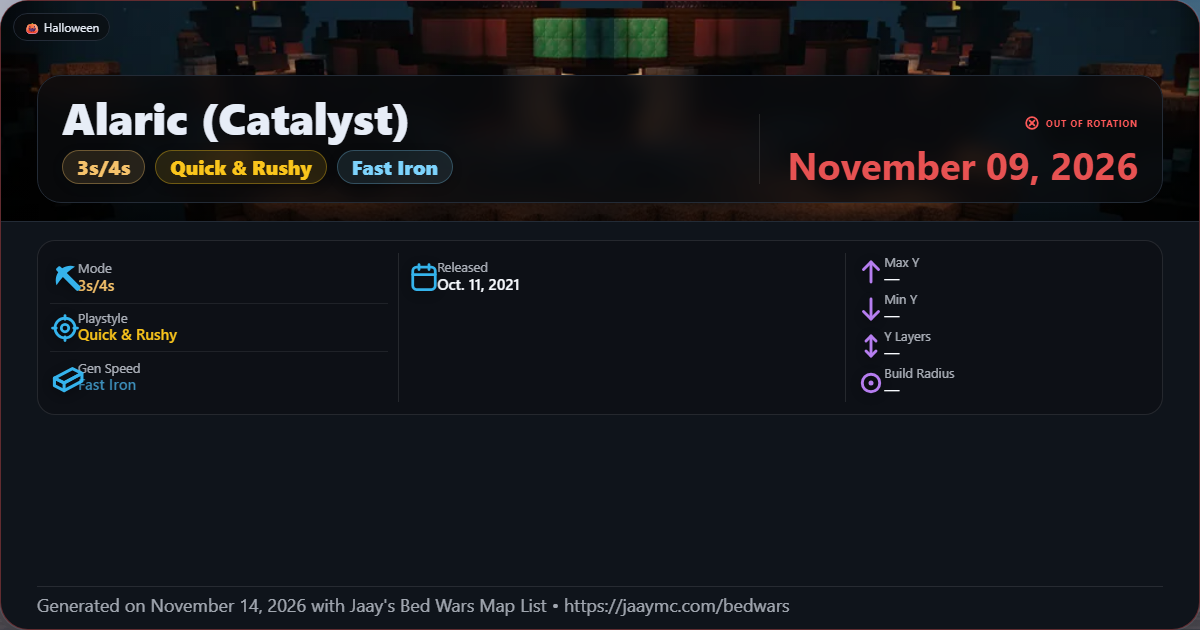 Halloween
Alaric (Catalyst)
3s/4s
Quick & Rushy
Fast Iron
OUT OF ROTATION
November 09, 2026
Mode
3s/4s
Playstyle
Quick & Rushy
Gen Speed
Fast Iron
Released
Oct. 11, 2021
Max Y
—
Min Y
—
Y Layers
—
Build Radius
—
Generated on November 14, 2026 with Jaay's Bed Wars Map List • https://jaaymc.com/bedwars